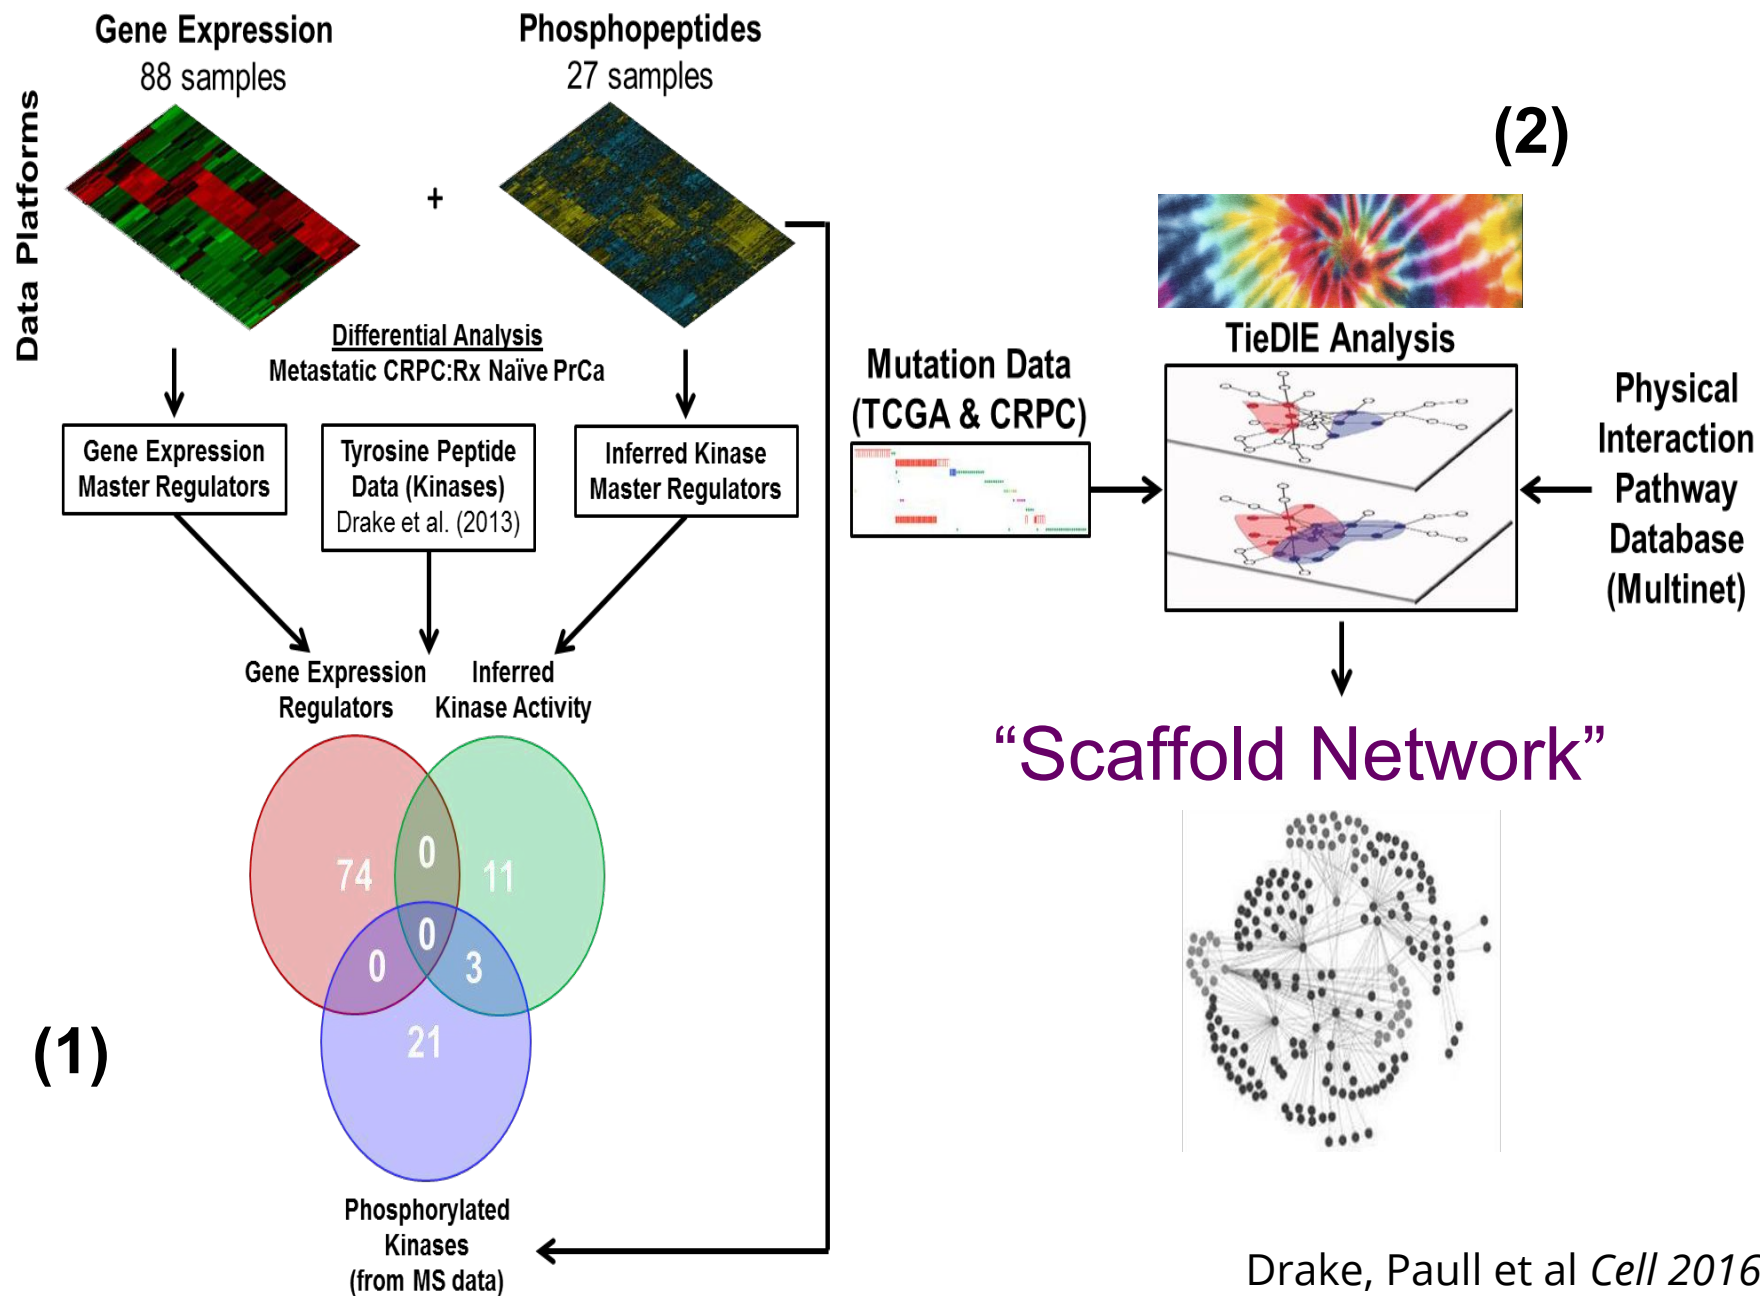 Gene Expression
88 samples
Phosphopeptides
27 samples
Data Platforms
+
Differential Analysis
Metastatic CRPC:Rx Naïve PrCa
Gene Expression
Master Regulators
Tyrosine Peptide
Data (Kinases)
Drake et al. (2013)
Inferred Kinase
Master Regulators
Gene Expression
Regulators
Inferred
Kinase Activity
74
0
11
0
0
3
21
(1)
Phosphorylated
Kinases
(from MS data)
(2)
TieDIE Analysis
Mutation Data
(TCGA & CRPC)
Physical
Interaction
Pathway
Database
(Multinet)
“Scaffold Network”
Drake, Paull et al Cell 2016